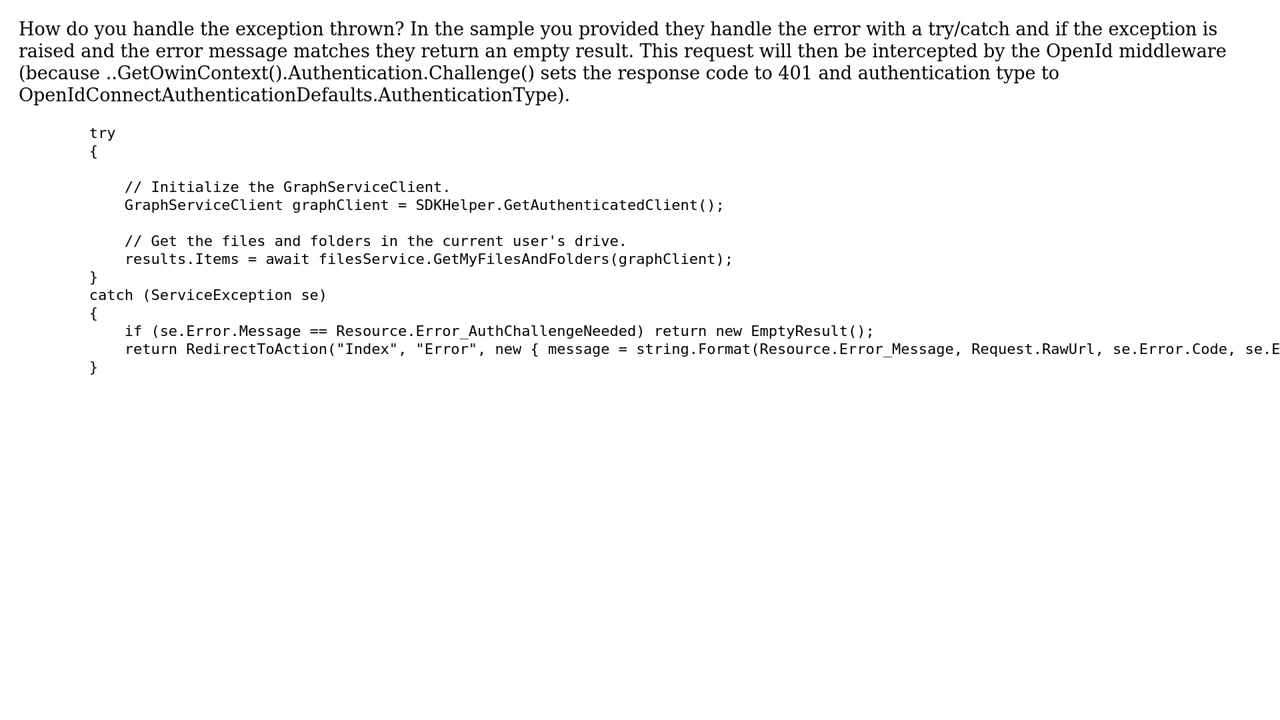 How do you handle the exception thrown? In the sample you provided they handle the error with a try/catch and if the exception is
raised and the error message matches they return an empty result. This request will then be intercepted by the OpenId middleware
(because ..GetOwinContext().Authentication.Challenge() sets the response code to 401 and authentication type to
OpenIdConnectAuthenticationDefaults.AuthenticationType).
try
{
// Initialize the GraphServiceClient.
GraphServiceClient graphClient = SDKHelper.GetAuthenticatedClient();
// Get the files and folders in the current user's drive.
results.Items = await filesService.GetMyFilesAndFolders(graphClient);
}
catch (ServiceException se)
{
if (se.Error.Message == Resource.Error_AuthChallengeNeeded) return new EmptyResult();
return RedirectToAction("Index", "Error", new { message = string.Format(Resource.Error_Message, Request.RawUrl, se.Error.Code, se.E
}